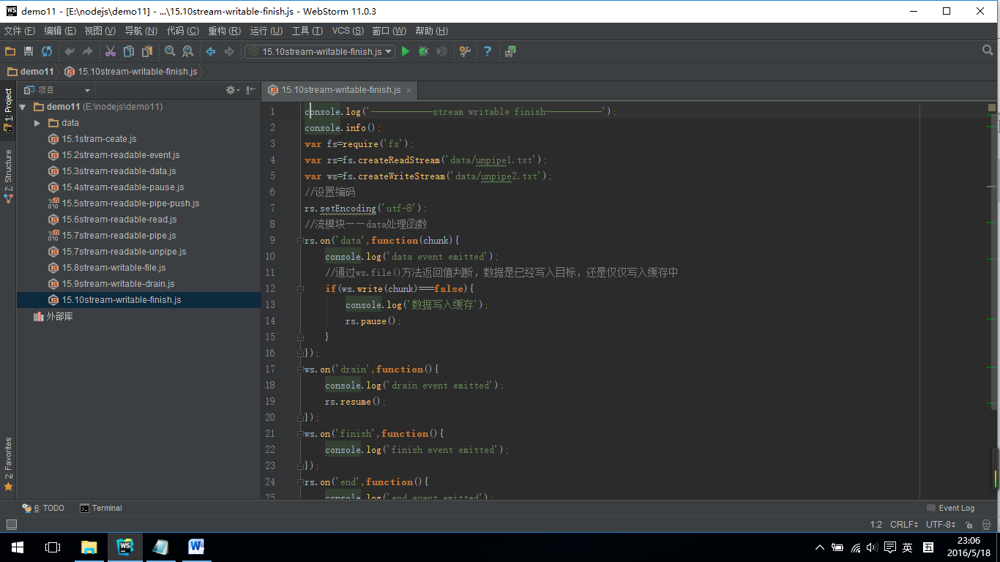 demo11 - [E:\nodejs\demo11] - ...\15.10stream-writable-finish.js - WebStorm 11.0.3
文件 (F) 编辑 (E) 视图 (V) 导航 (N) 代码 (C) 重构 (R) 运行 (U) 工具 (T) VCS (S) 窗口 (W) 帮助 (H)
15.10stream-writable-finish.js
demo11 15.10stream-writable-finish.js
项目
15.10stream-writable-finish.js
1: Project
7: Structure
2: Favorites
demo11 (E:\nodejs\demo11)
data
15.1stram-ceate.js
15.2stream-readable-event.js
15.3stream-readable-data.js
15.4stream-readable-pause.js
15.5stream-readable-pipe-push.js
15.6stream-readable-read.js
15.7stream-readable-pipe.js
15.7stream-readable-unpipe.js
15.8stream-writable-file.js
15.9stream-writable-drain.js
15.10stream-writable-finish.js
外部库
1 console.log('————————————stream writable finish———————————');
2 console.info();
3 var fs=require('fs');
4 var rs=fs.createReadStream('data/unpipe1.txt');
5 var ws=fs.createWriteStream('data/unpipe2.txt');
6 //设置编码
7 rs.setEncoding('utf-8');
8 //流模块——data处理函数
9 rs.on('data',function(chunk){
10 console.log('data event emitted');
11 //通过ws.file()方法返回值判断，数据是已经写入目标，还是仅仅写入缓存中
12 if(ws.write(chunk)===false){
13 console.log('数据写入缓存');
14 rs.pause();
15 }
16 });
17 ws.on('drain',function(){
18 console.log('drain event emitted');
19 rs.resume();
20 });
21 ws.on('finish',function(){
22 console.log('finish event emitted');
23 });
24 rs.on('end',function(){
25 console.log('end event emitted');
6: TODO Terminal Event Log
1:2 CRLF UTF-8
英 五 23:06
2016/5/18